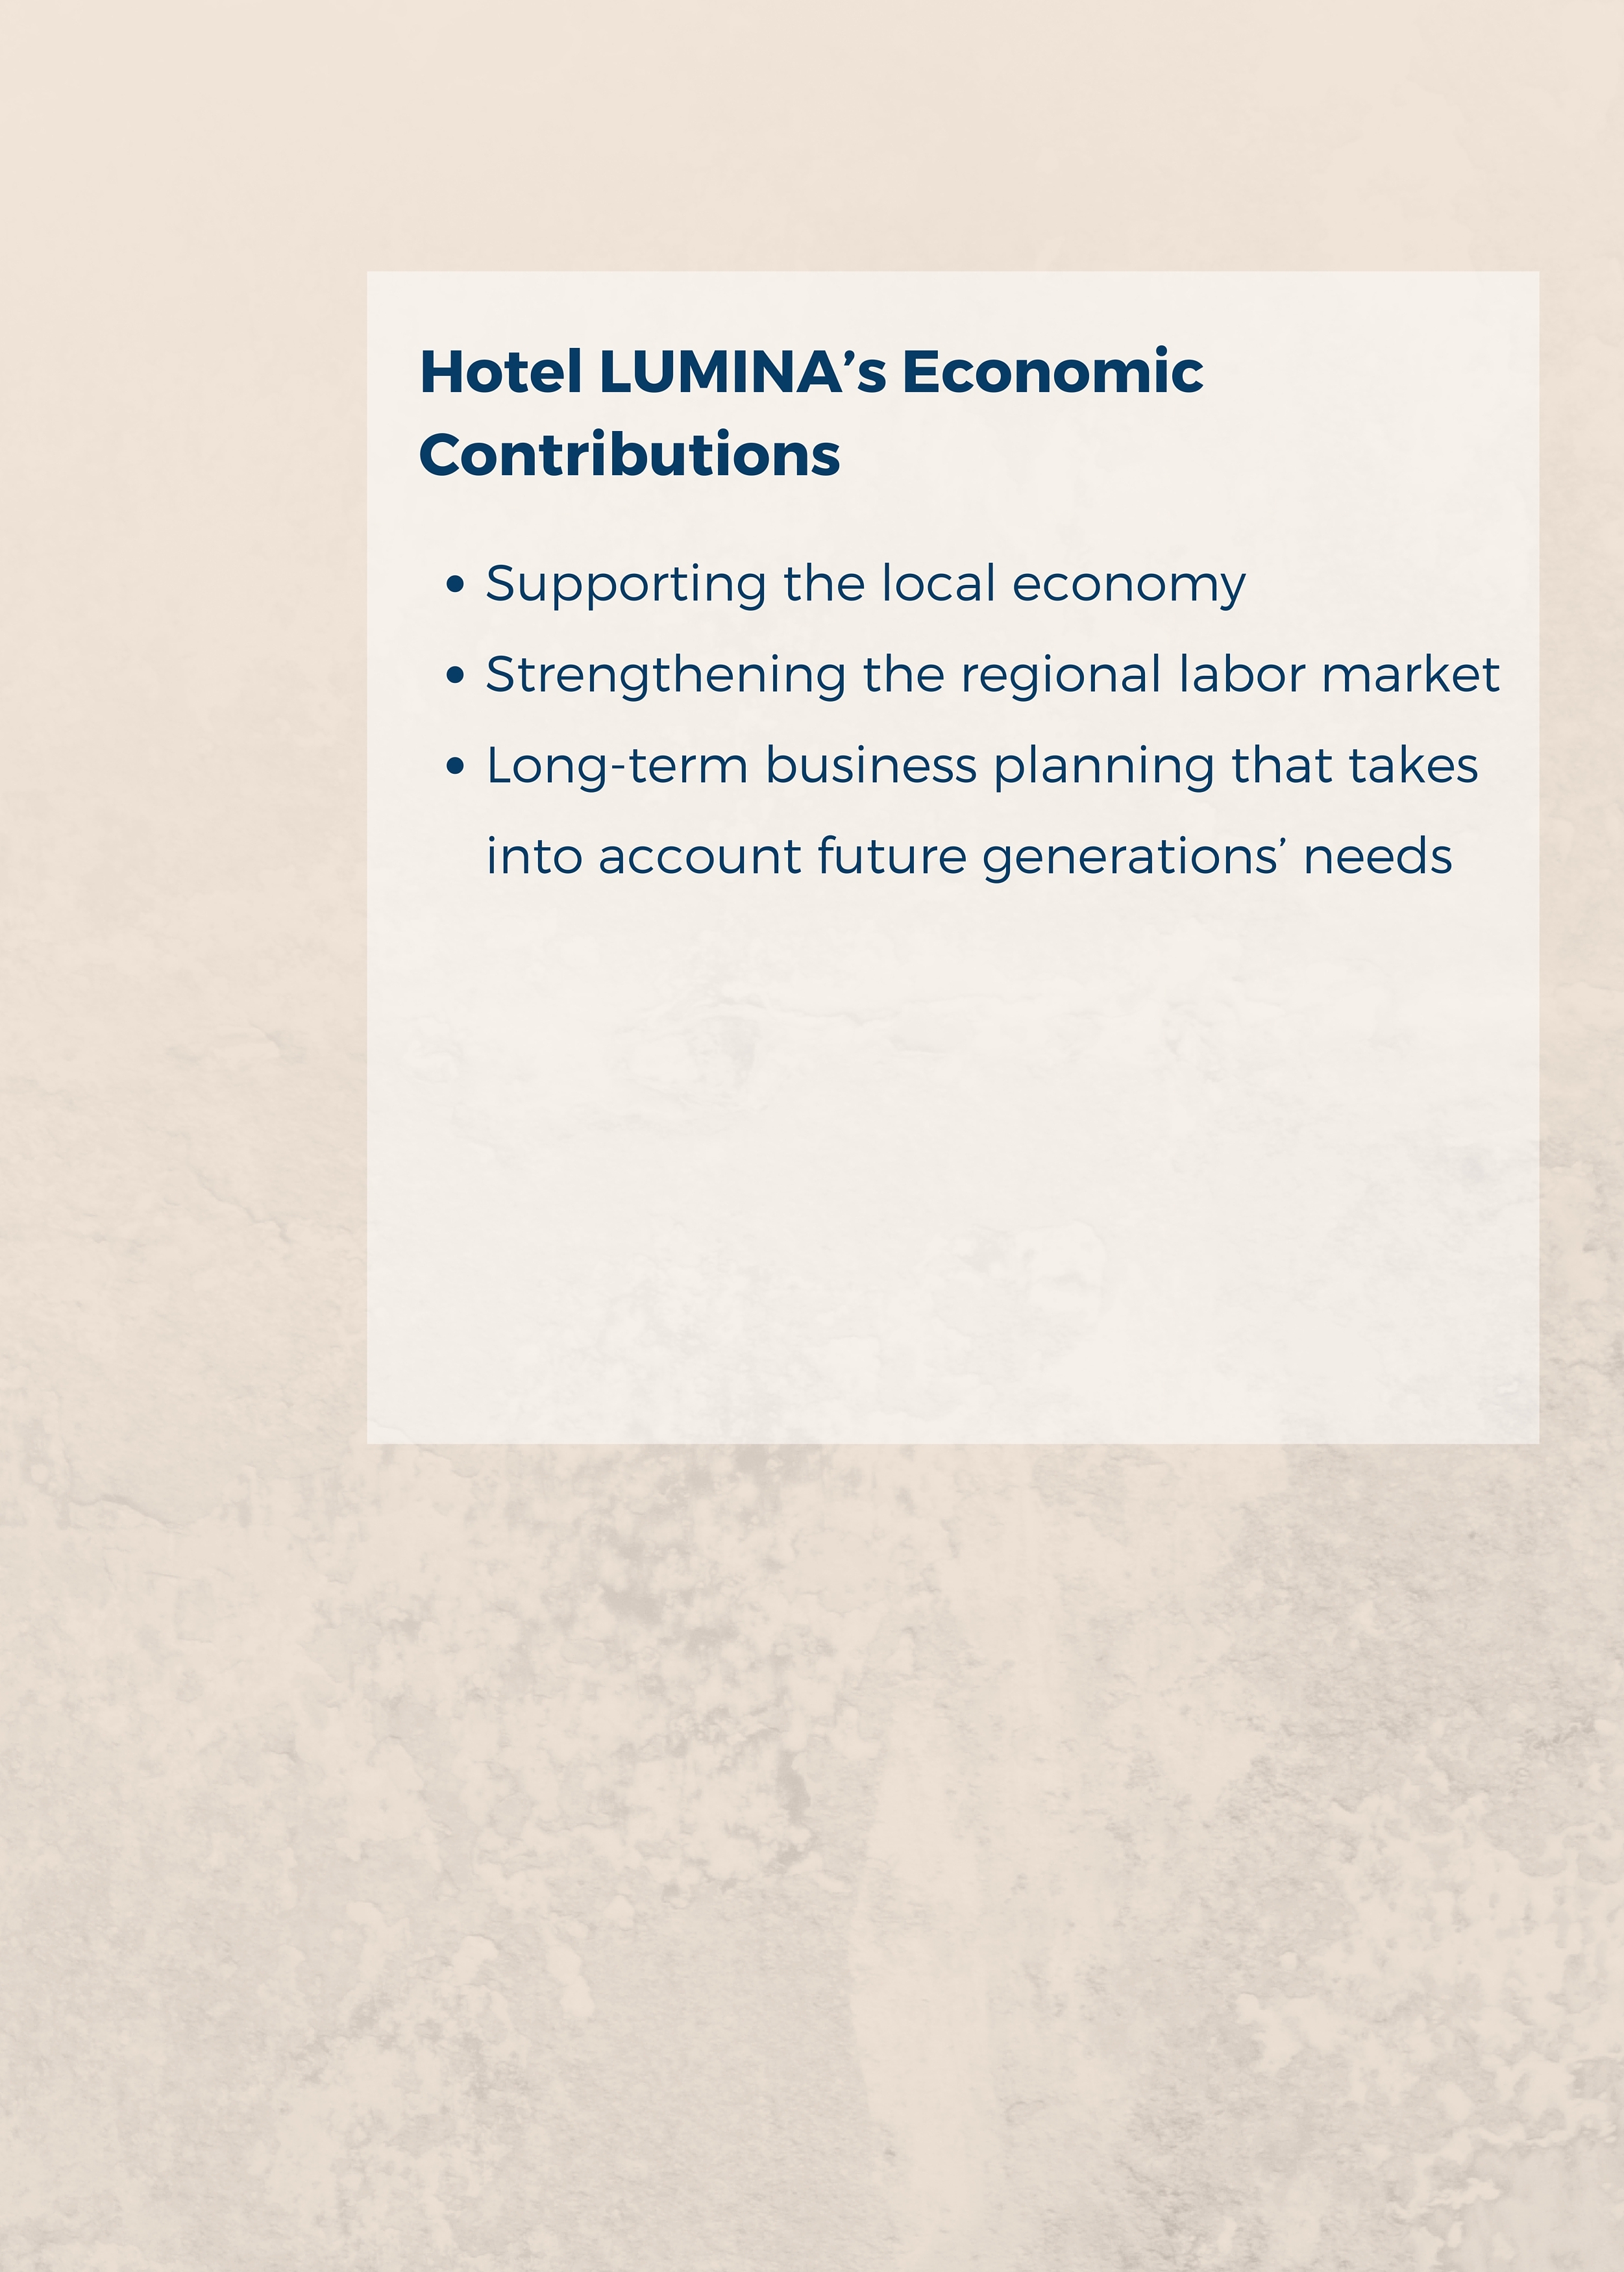 Hotel LUMINA’s Economic
Contributions
• Supporting the local economy
• Strengthening the regional labor market
• Long-term business planning that takes
into account future generations’ needs